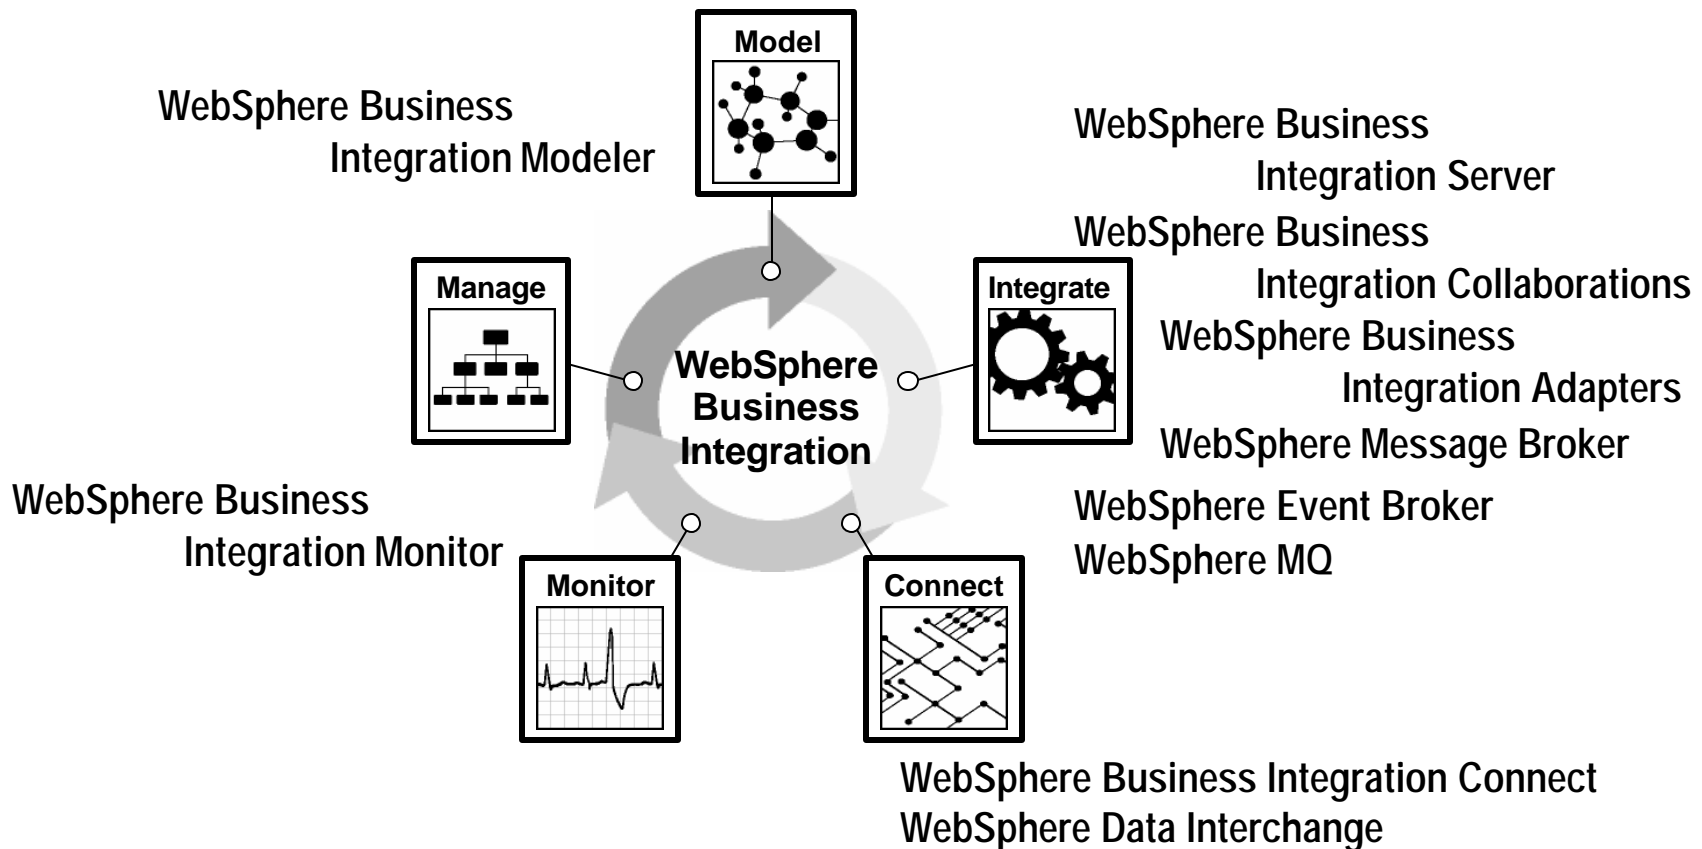 Model
WebSphere Business
Integration Modeler
WebSphere Business
Integration Server
WebSphere Business
Integration Collaborations
Manage
Integrate
WebSphere Business
Integration Adapters
WebSphere
Business
Integration
WebSphere Message Broker
WebSphere Business
Integration Monitor
WebSphere Event Broker
WebSphere MQ
Monitor
Connect
WebSphere Business Integration Connect
WebSphere Data Interchange